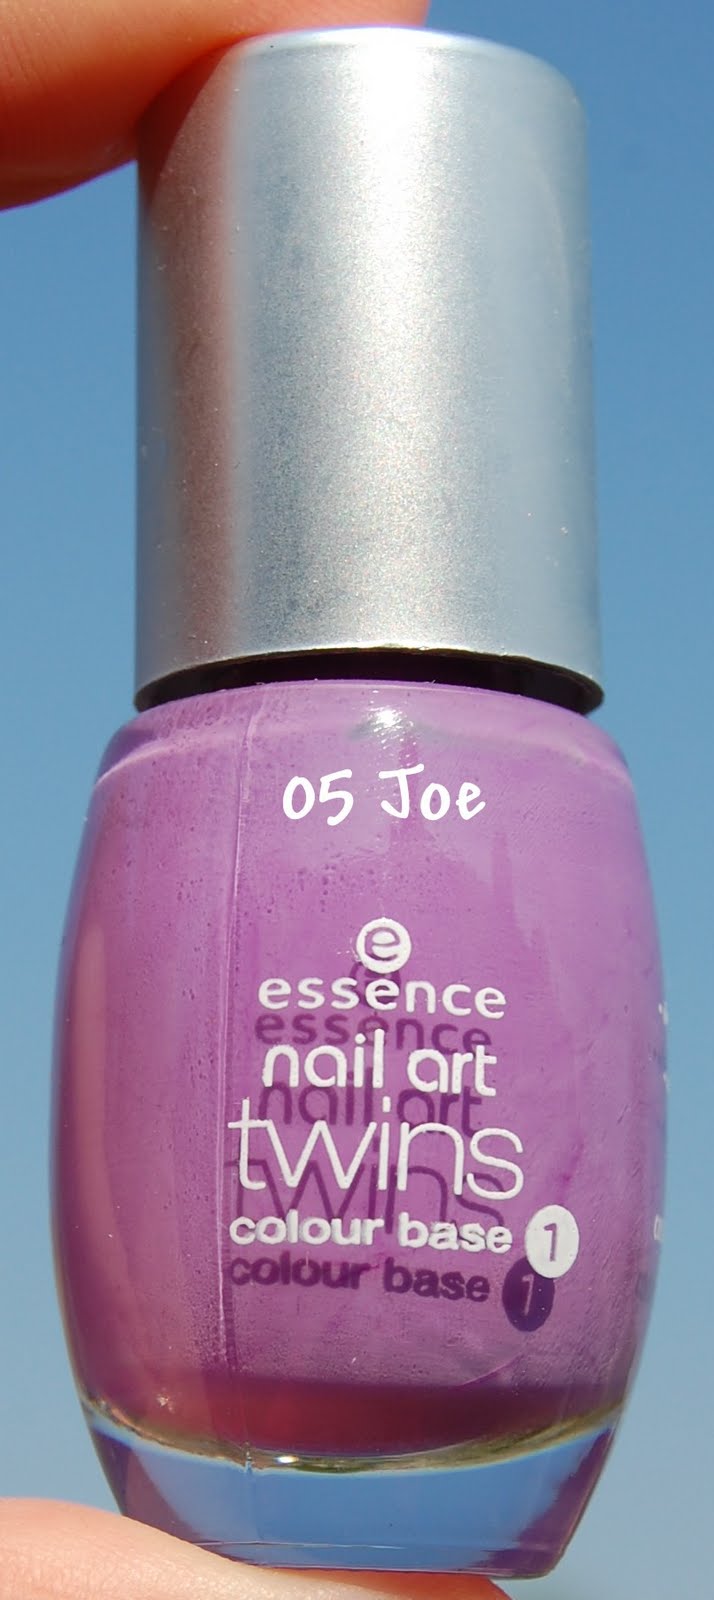 05 Joe
e
essence
nail art
twins
colour base 1